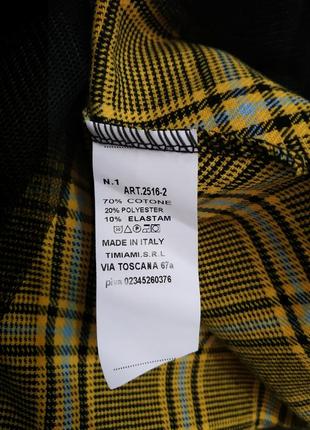 N.1
ART.2516-2
70% COTONE
20% POLYESTER
10% ELASTAM
MADE IN ITALY
TIMIAMI.S.R.L
VIA TOSCANA 67a
piva 02345260376